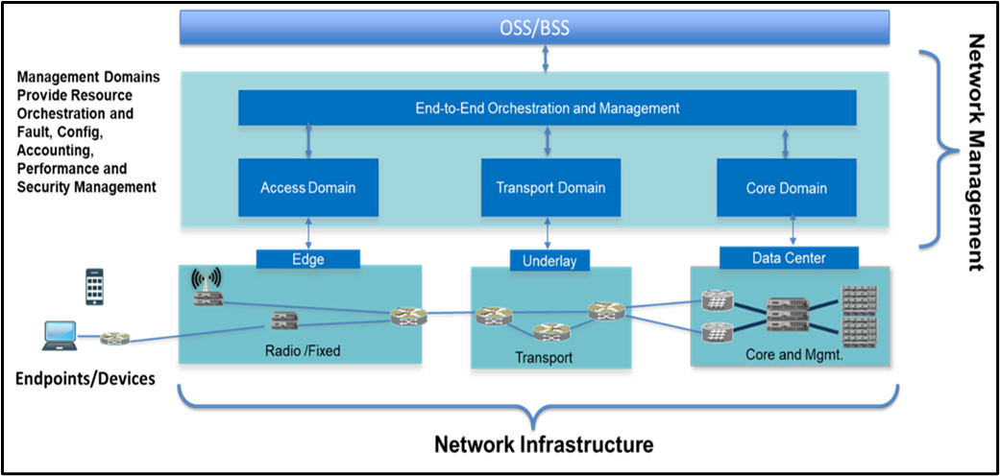 OSS/BSS
Management Domains
Provide Resource
Orchestration and
Fault, Config,
Accounting,
Performance and
Security Management
End-to-End Orchestration and Management
Access Domain
Transport Domain
Core Domain
Network Management
Edge
Underlay
Data Center
Radio /Fixed
Transport
Core and Mgmt.
Endpoints/Devices
Network Infrastructure